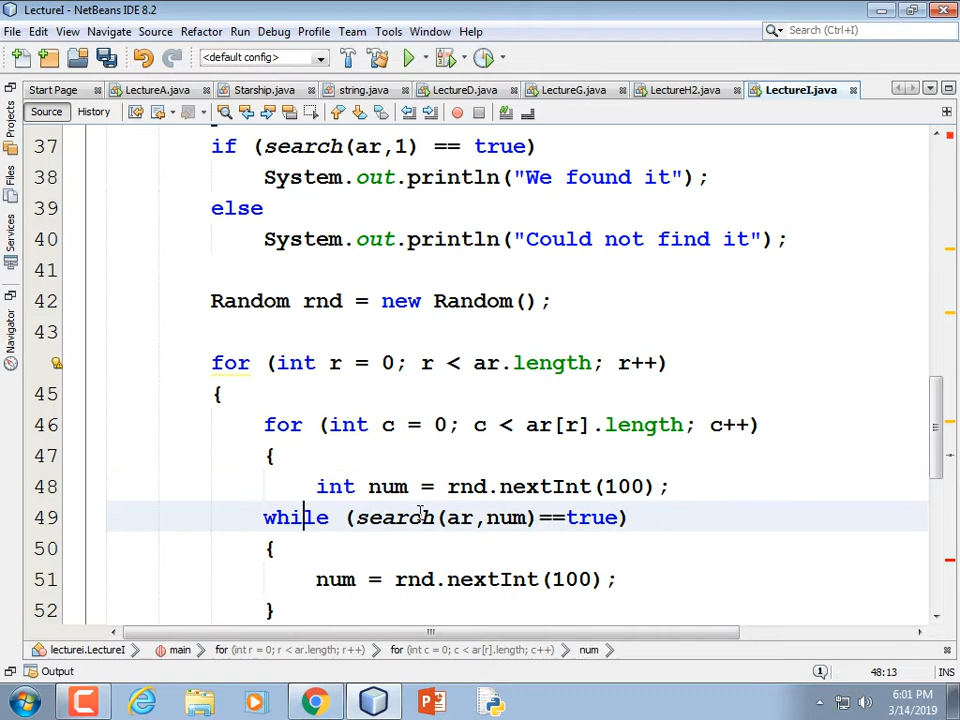 LectureI - NetBeans IDE 8.2
File Edit View Navigate Source Refactor Run Debug Profile Team Tools Window Help
Search (Ctrl+I)
<default config>
Start Page LectureA.java Starship.java string.java LectureD.java LectureG.java LectureH2.java LectureI.java
Source History
Projects
Files
Services
Navigator
37 if (search(ar,1) == true)
38 System.out.println("We found it");
39 else
40 System.out.println("Could not find it");
41
42 Random rnd = new Random();
43
for (int r = 0; r < ar.length; r++)
45 {
46 for (int c = 0; c < ar[r].length; c++)
47 {
48 int num = rnd.nextInt(100);
49 while (search(ar,num)==true)
50 {
51 num = rnd.nextInt(100);
52 }
lecturei.LectureI main for (int r = 0; r < ar.length; r++) for (int c = 0; c < ar[r].length; c++) num
Output
1 48:13 INS
6:01 PM
3/14/2019